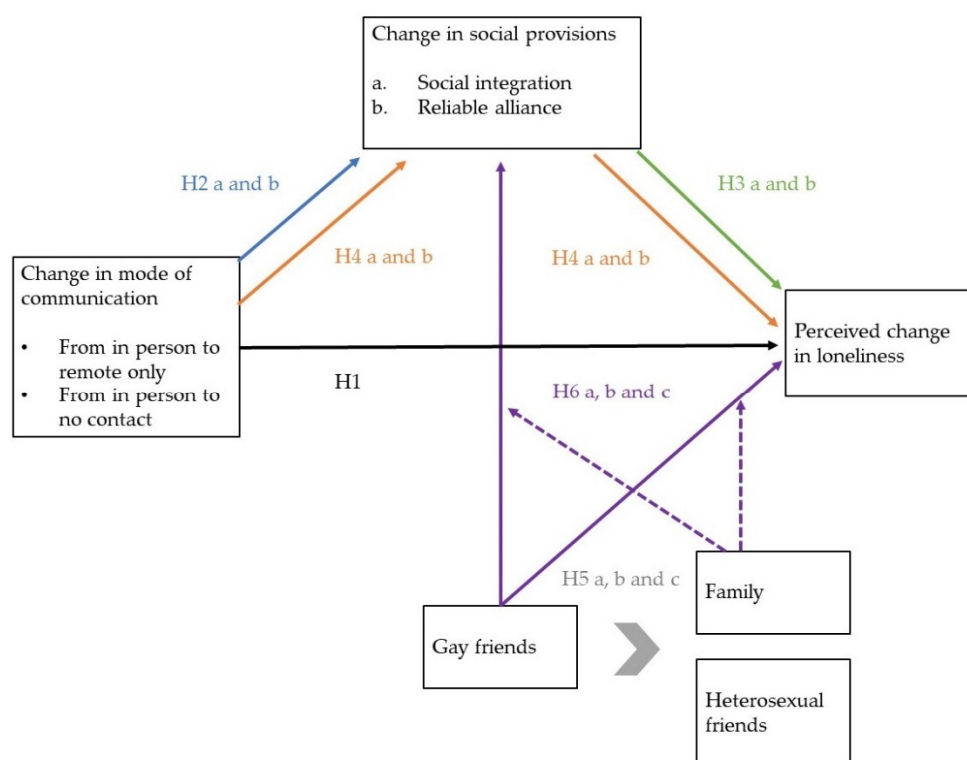 Change in social provisions
a. Social integration
b. Reliable alliance
H2 a and b
H3 a and b
H4 a and b
H4 a and b
Change in mode of
communication
• From in person to
remote only
• From in person to
no contact
Perceived change
in loneliness
H1
H6 a, b and c
H5 a, b and c
Family
Gay friends
Heterosexual
friends